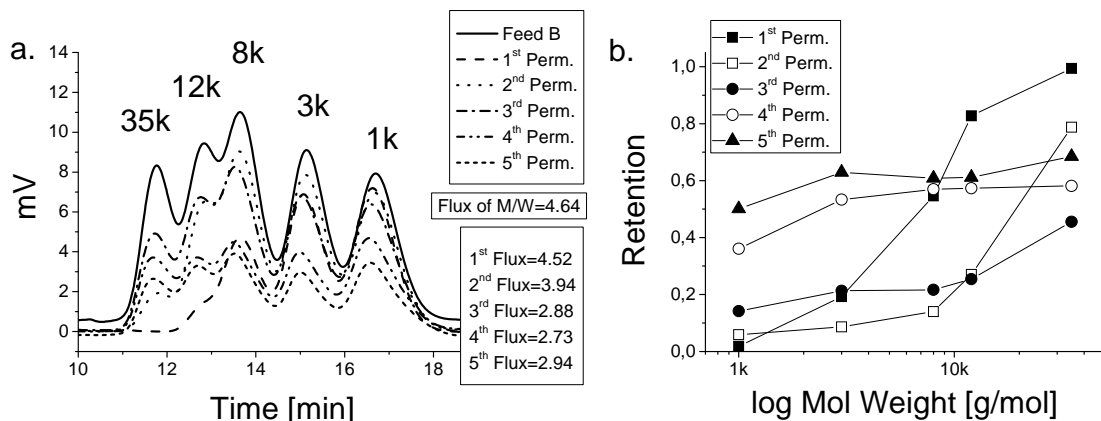 a.
14
12
10
8
6
4
2
0
mV
35k
12k
8k
3k
1k
10
12
14
16
18
Time [min]
Feed B
1st Perm.
2nd Perm.
3rd Perm.
4th Perm.
5th Perm.
Flux of M/W=4.64
1st Flux=4.52
2nd Flux=3.94
3rd Flux=2.88
4th Flux=2.73
5th Flux=2.94
b.
1st Perm.
2nd Perm.
3rd Perm.
4th Perm.
5th Perm.
1,0
0,8
0,6
0,4
0,2
0,0
Retention
1k
10k
log Mol Weight [g/mol]